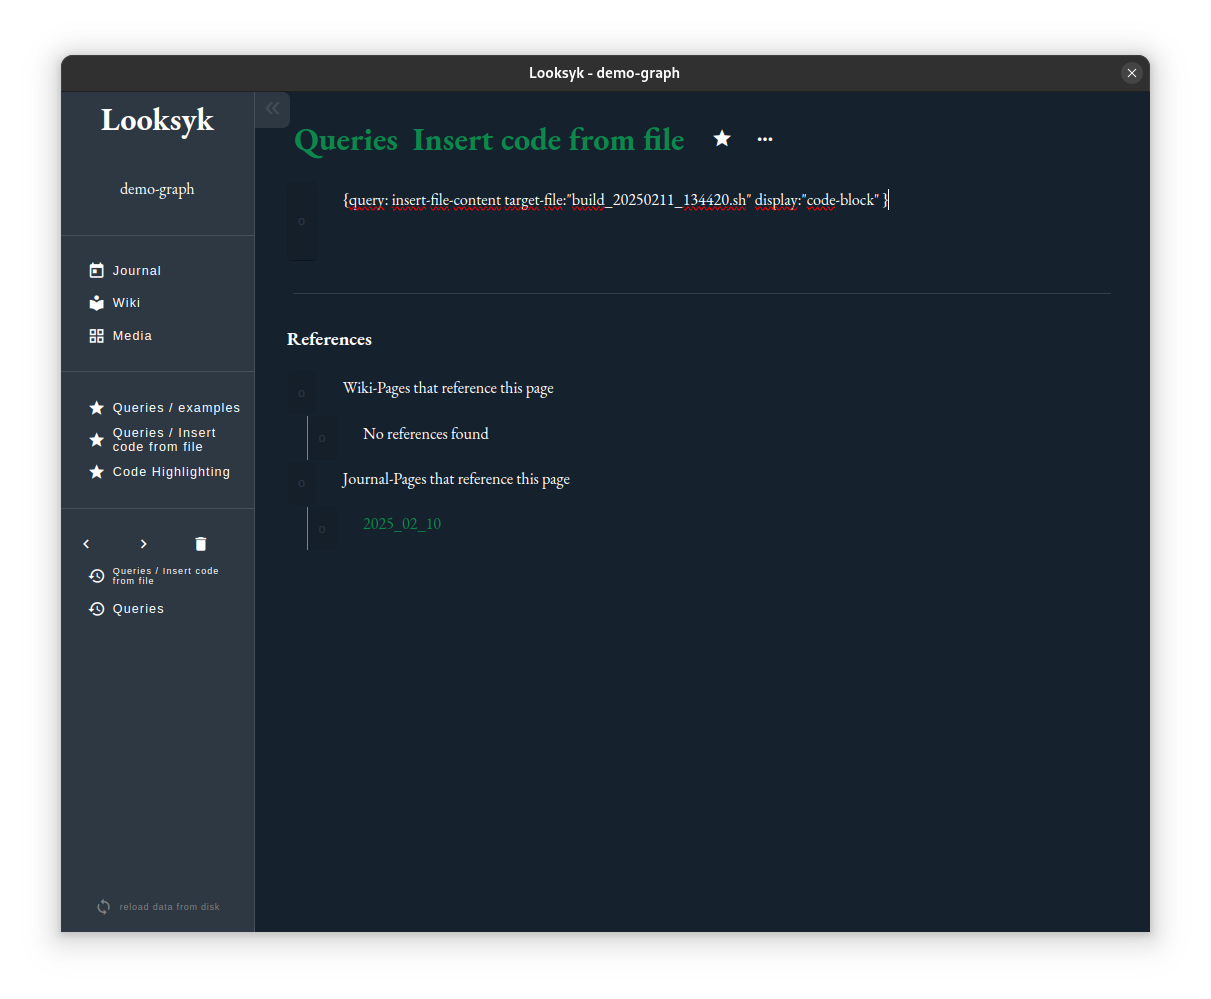 Looksyk - demo-graph
Looksyk
demo-graph
Journal
Wiki
Media
Queries / examples
Queries / Insert
code from file
Code Highlighting
Queries / Insert code
from file
Queries
reload data from disk
Queries Insert code from file
{query: insert-file-content target-file:"build_20250211_134420.sh" display:"code-block" }
References
Wiki-Pages that reference this page
No references found
Journal-Pages that reference this page
2025_02_10